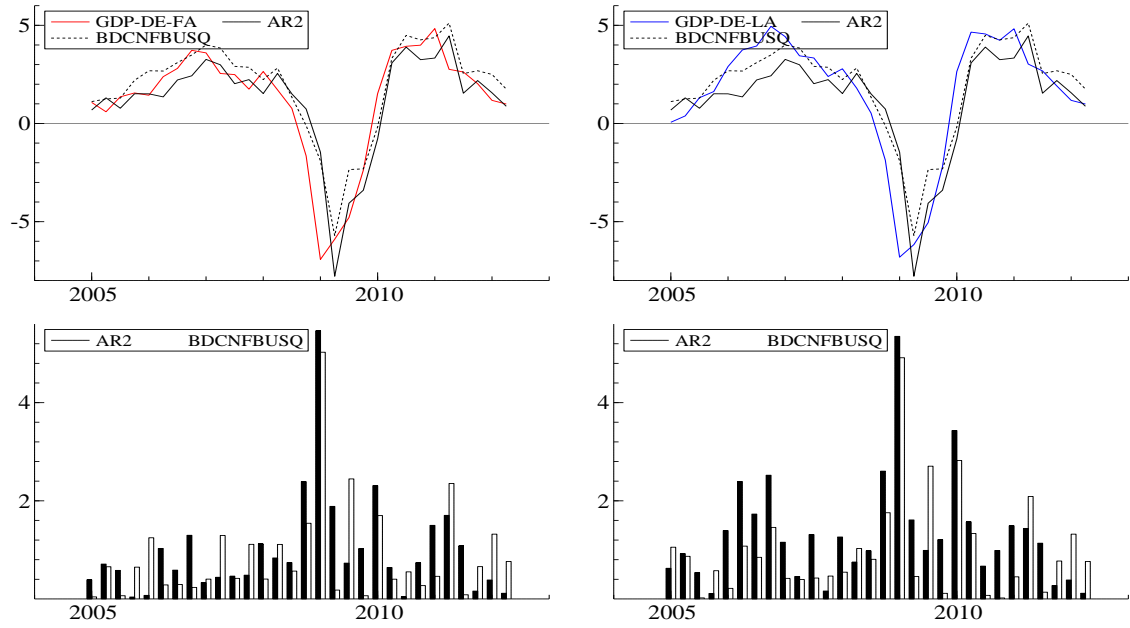 GDP-DE-FA AR2
BDCNFBUSQ
5
0
-5
2005 2010
GDP-DE-LA AR2
BDCNFBUSQ
5
0
-5
2005 2010
AR2 BDCNFBUSQ
4
2
2005 2010
AR2 BDCNFBUSQ
4
2
2005 2010